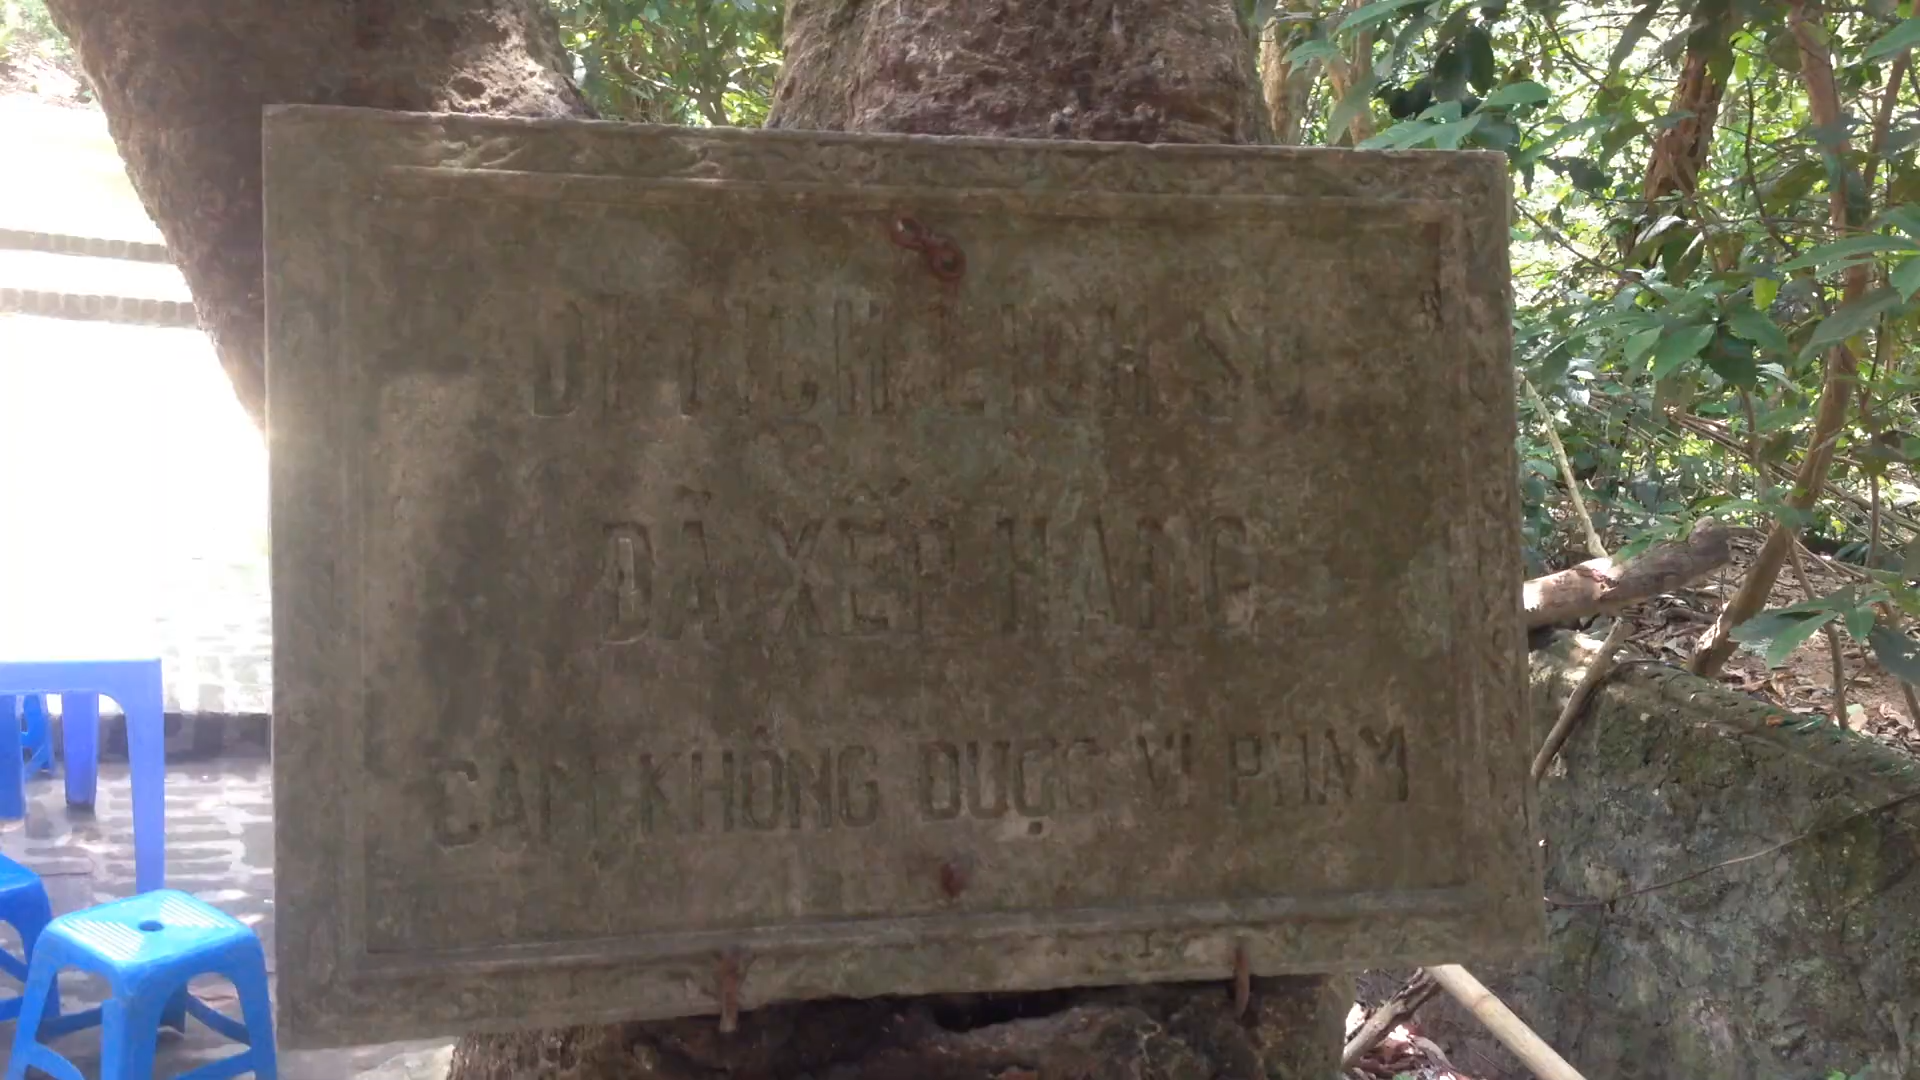 DI TÍCH LỊCH SỬ
ĐÃ XẾP HẠNG
CẤM KHÔNG ĐƯỢC VI PHẠM